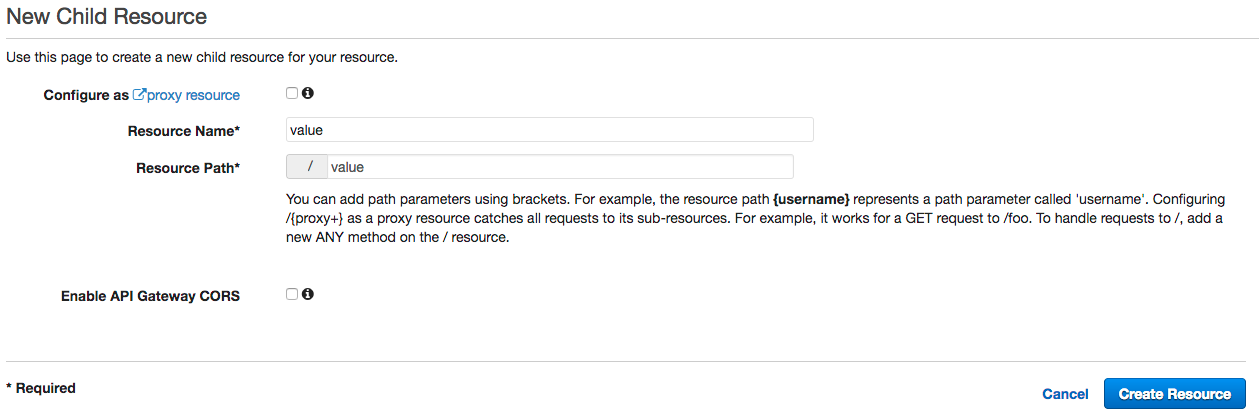 New Child Resource
Use this page to create a new child resource for your resource.
Configure as proxy resource
Resource Name* value
Resource Path* / value
You can add path parameters using brackets. For example, the resource path {username} represents a path parameter called 'username'. Configuring
/{proxy+} as a proxy resource catches all requests to its sub-resources. For example, it works for a GET request to /foo. To handle requests to /, add a
new ANY method on the / resource.
Enable API Gateway CORS
* Required
Cancel Create Resource